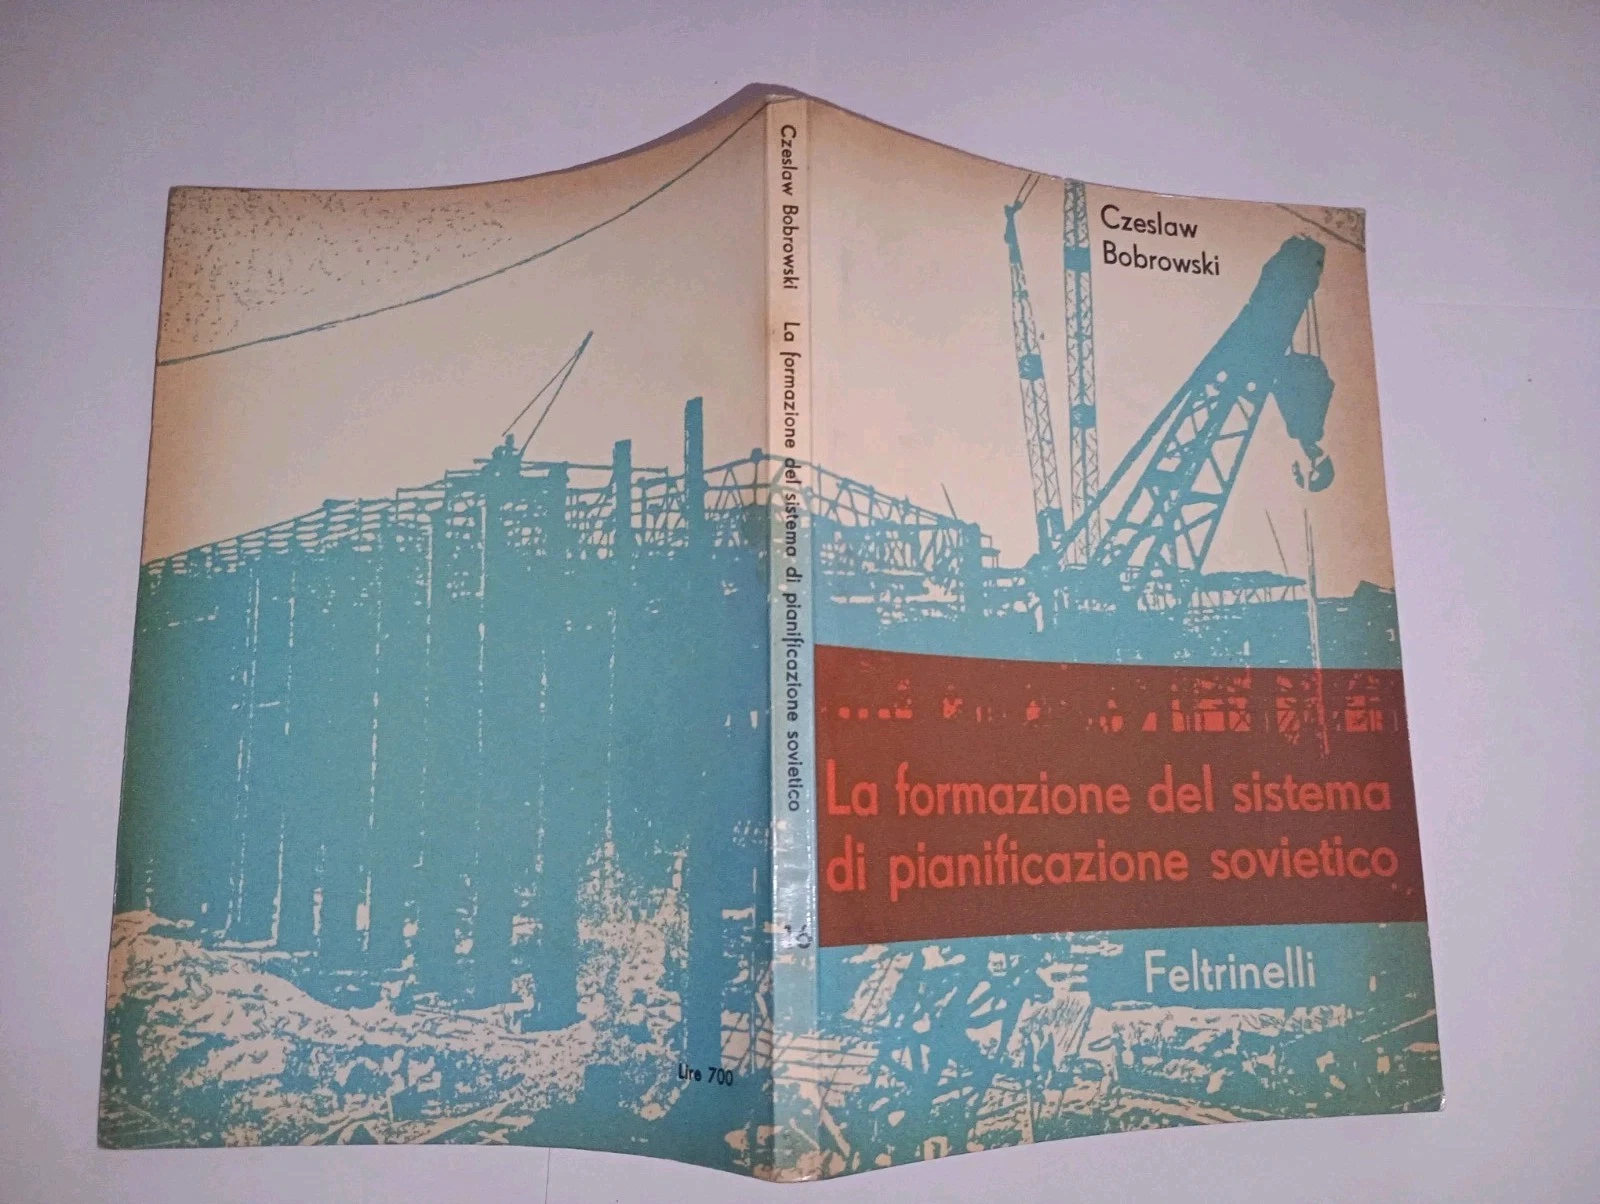 Czeslaw
Bobrowski
La formazione del sistema
di pianificazione sovietico
Feltrinelli
Czeslaw Bobrowski La formazione del sistema di pianificazione sovietico
Lire 700